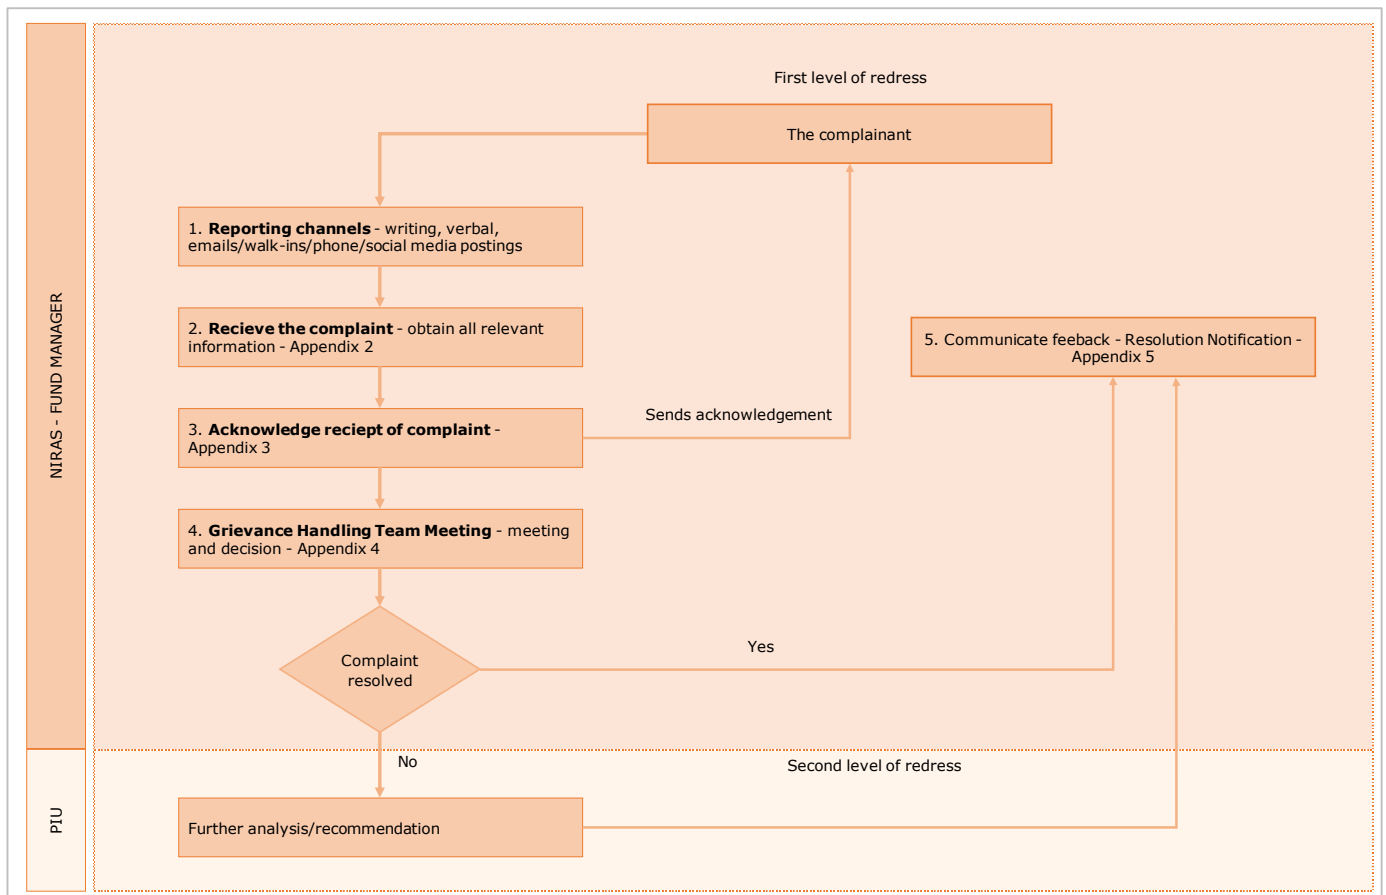 NIRAS - FUND MANAGER
First level of redress
The complainant
1. Reporting channels - writing, verbal,
emails/walk-ins/phone/social media postings
2. Recieve the complaint - obtain all relevant
information - Appendix 2
5. Communicate feeback - Resolution Notification -
Appendix 5
3. Acknowledge reciept of complaint -
Appendix 3
Sends acknowledgement
4. Grievance Handling Team Meeting - meeting
and decision - Appendix 4
Complaint
resolved
Yes
No
PIU
Second level of redress
Further analysis/recommendation